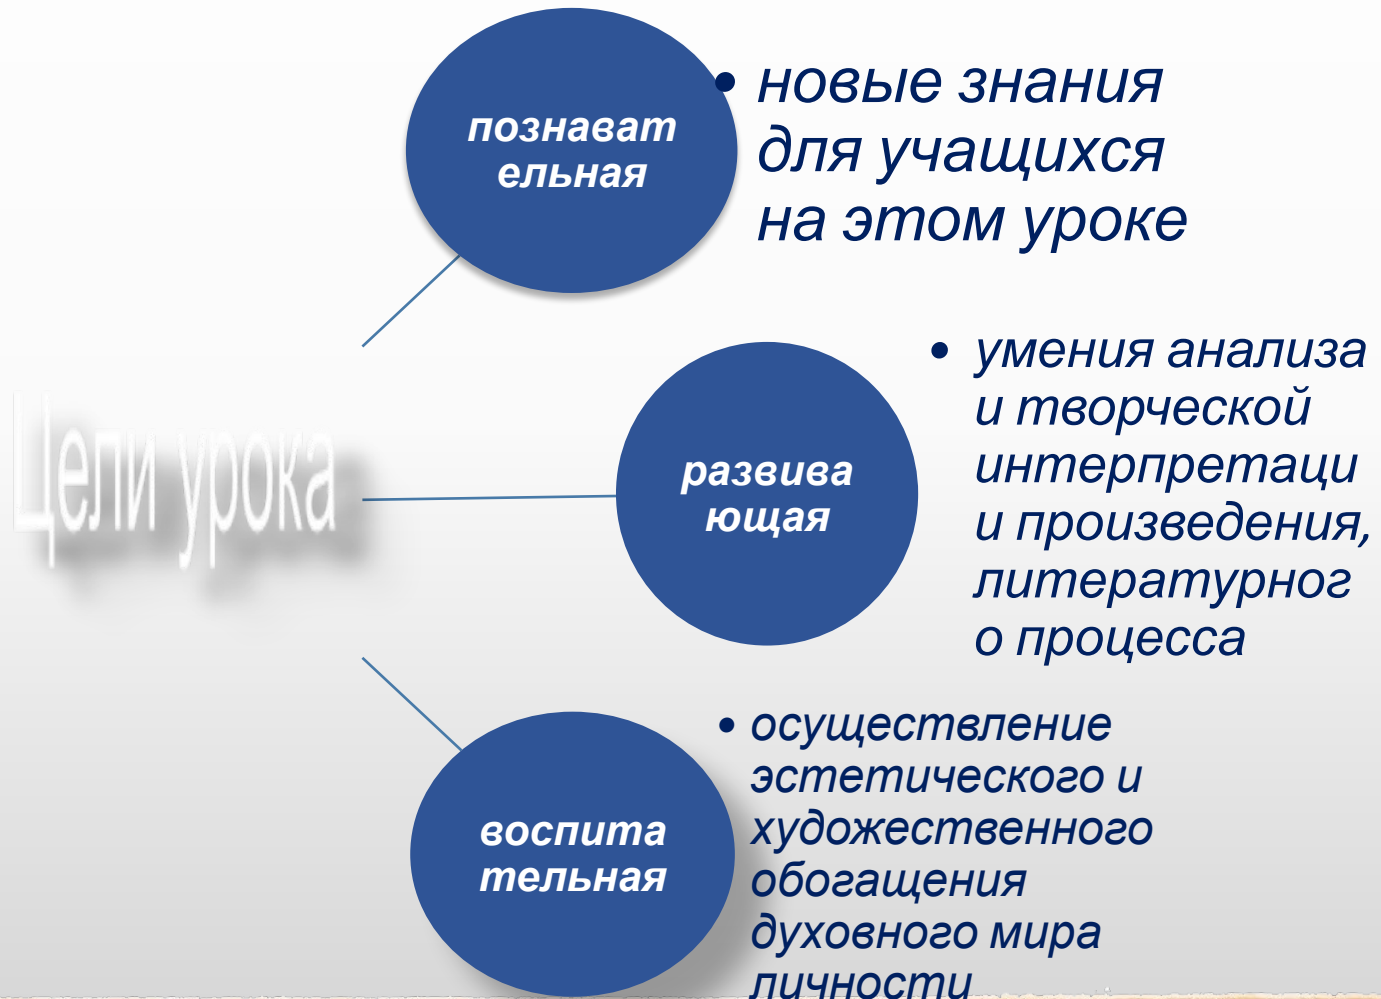 Цели урока
познават
ельная
• новые знания
для учащихся
на этом уроке
развива
ющая
• умения анализа
и творческой
интерпретаци
и произведения,
литературног
о процесса
воспита
тельная
• осуществление
эстетического и
художественного
обогащения
духовного мира
личности